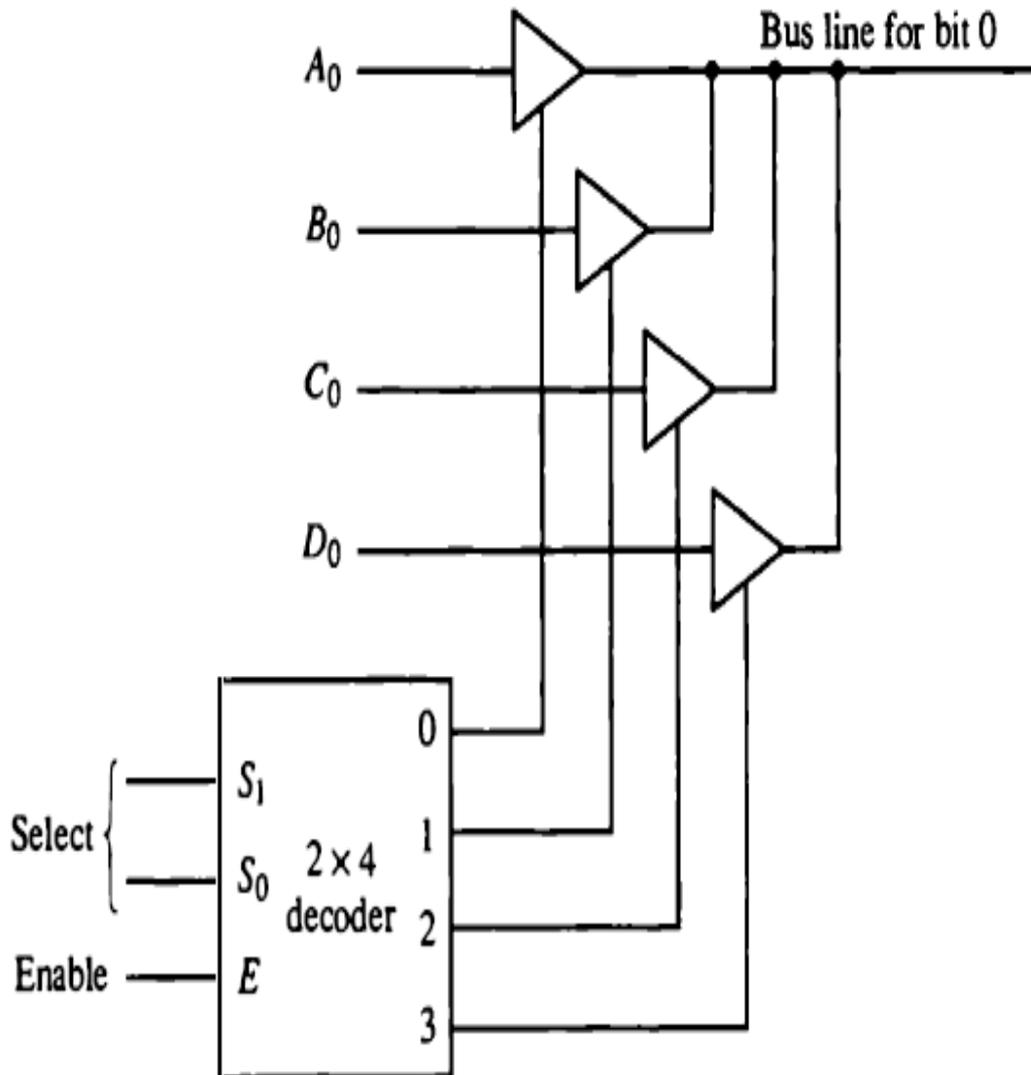 Bus line for bit 0
A0
B0
C0
D0
0
S1
Select
1
S0
2 × 4
decoder
2
Enable
E
3